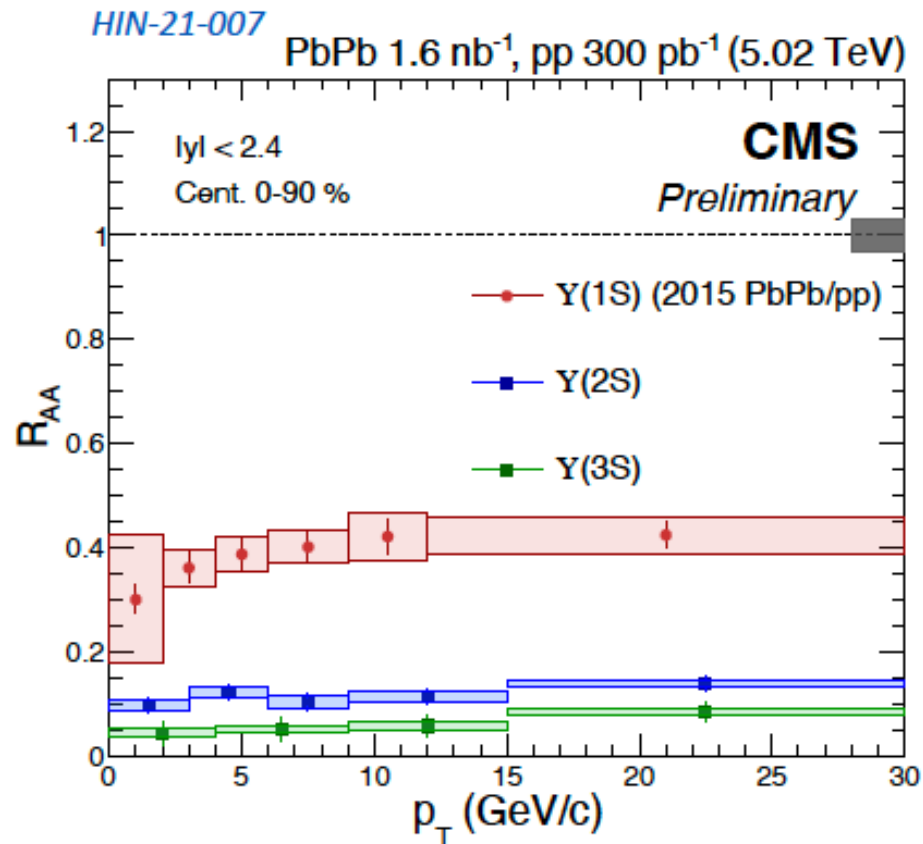 HIN-21-007
PbPb 1.6 nb⁻¹, pp 300 pb⁻¹ (5.02 TeV)
|y| < 2.4
Cent. 0-90 %
CMS
Preliminary
ϒ(1S) (2015 PbPb/pp)
ϒ(2S)
ϒ(3S)
R_AA
1.2
1
0.8
0.6
0.4
0.2
0
0 5 10 15 20 25 30
p_T (GeV/c)